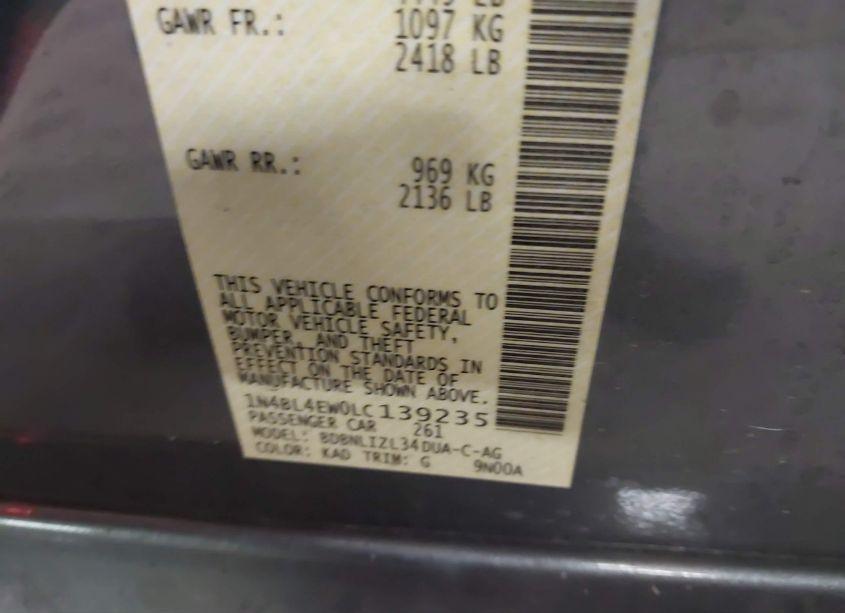 GAWR FR.: 1097 KG
2418 LB
GAWR RR.: 969 KG
2136 LB
THIS VEHICLE CONFORMS TO
ALL APPLICABLE FEDERAL
MOTOR VEHICLE SAFETY,
BUMPER, AND THEFT
PREVENTION STANDARDS IN
EFFECT ON THE DATE OF
MANUFACTURE SHOWN ABOVE.
1N4BL4EW0LC139235
PASSENGER CAR 261
MODEL: BDBNLIZL34DUA-C-AG
COLOR: KAD TRIM: G 9N00A